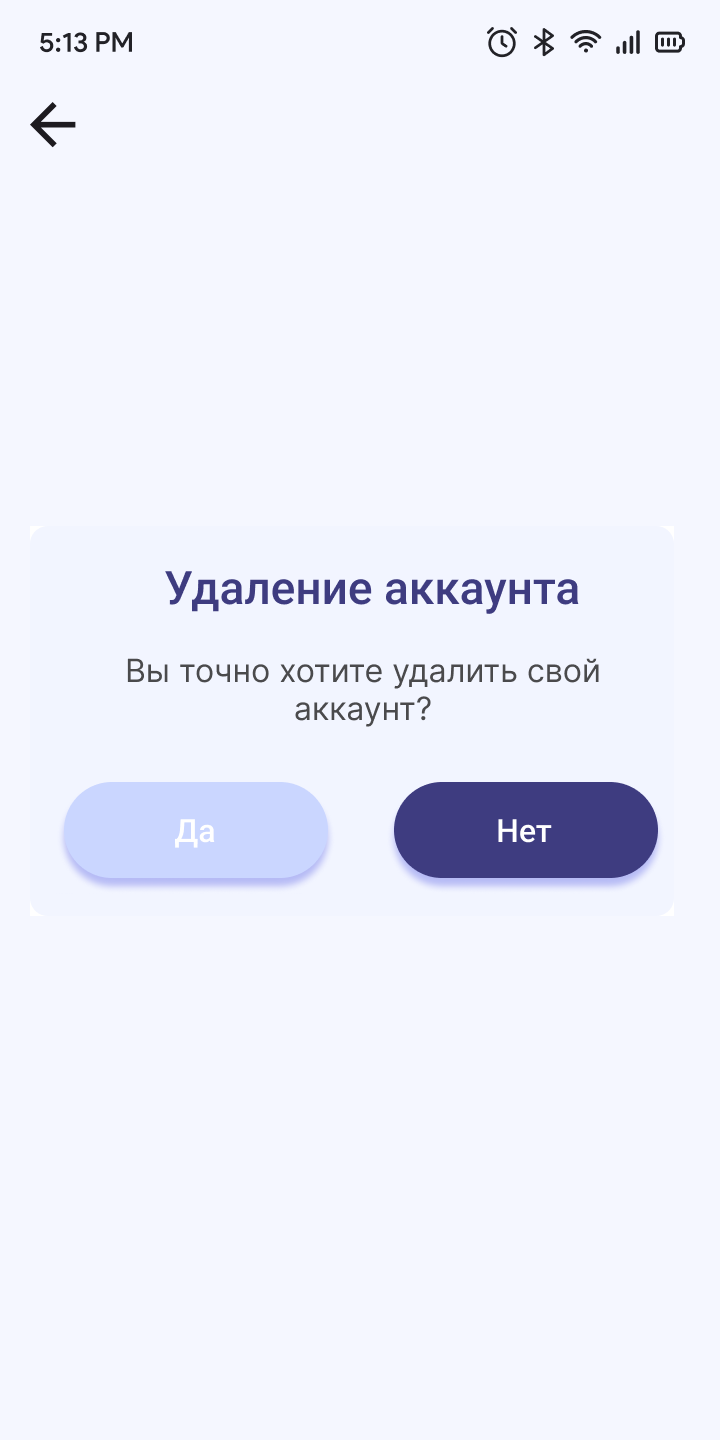 5:13 PM
Удаление аккаунта
Вы точно хотите удалить свой
аккаунт?
Да
Нет